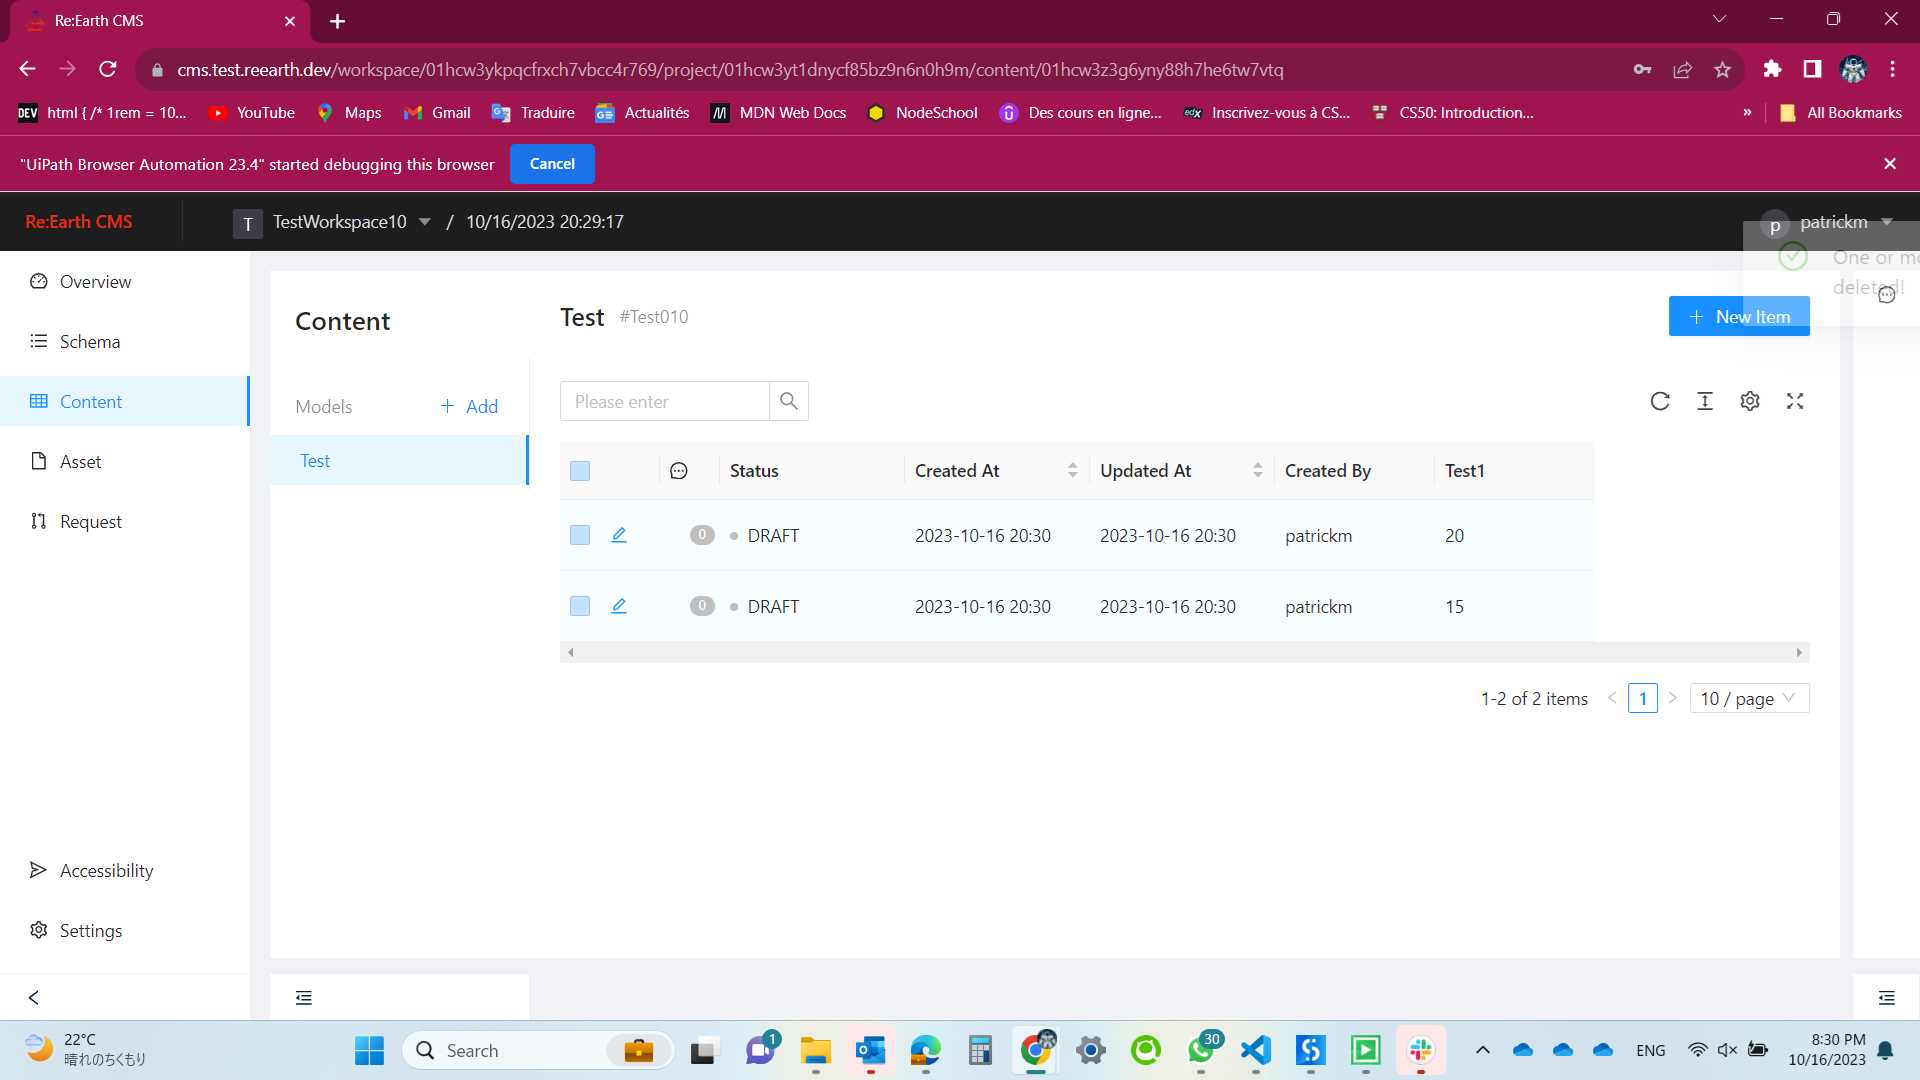 Re:Earth CMS
cms.test.reearth.dev/workspace/01hcw3ykpqcfrxch7vbcc4r769/project/01hcw3yt1dnycf85bz9n6n0h9m/content/01hcw3z3g6yny88h7he6tw7vtq
DEV html { /* 1rem = 10... YouTube Maps Gmail Traduire Actualités MDN Web Docs NodeSchool Des cours en ligne... edX Inscrivez-vous à CS... CS50: Introduction... » All Bookmarks
"UiPath Browser Automation 23.4" started debugging this browser Cancel
Re:Earth CMS T TestWorkspace10 / 10/16/2023 20:29:17 p patrickm
One or mo
deleted!
Overview
Schema
Content
Asset
Request
Accessibility
Settings
Content
Models + Add
Test
Test #Test010
+ New Item
Please enter
Status Created At Updated At Created By Test1
0 DRAFT 2023-10-16 20:30 2023-10-16 20:30 patrickm 20
0 DRAFT 2023-10-16 20:30 2023-10-16 20:30 patrickm 15
1-2 of 2 items < 1 > 10 / page
22°C
晴れのちくもり
Search
1
30
ENG
8:30 PM
10/16/2023